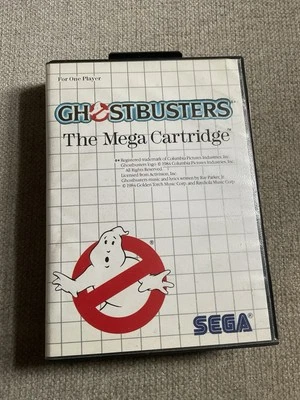 For One Player
GHOSTBUSTERS
The Mega Cartridge™
** Registered trademark of Columbia Pictures Industries, Inc.
Ghostbusters logo © 1984 Columbia Pictures Industries, Inc.
All Rights Reserved.
Licensed from Activision, Inc.
Ghostbusters music and lyrics written by Ray Parker, Jr.
© 1984 Golden Torch Music Corp. and Raydiola Music Corp.
SEGA